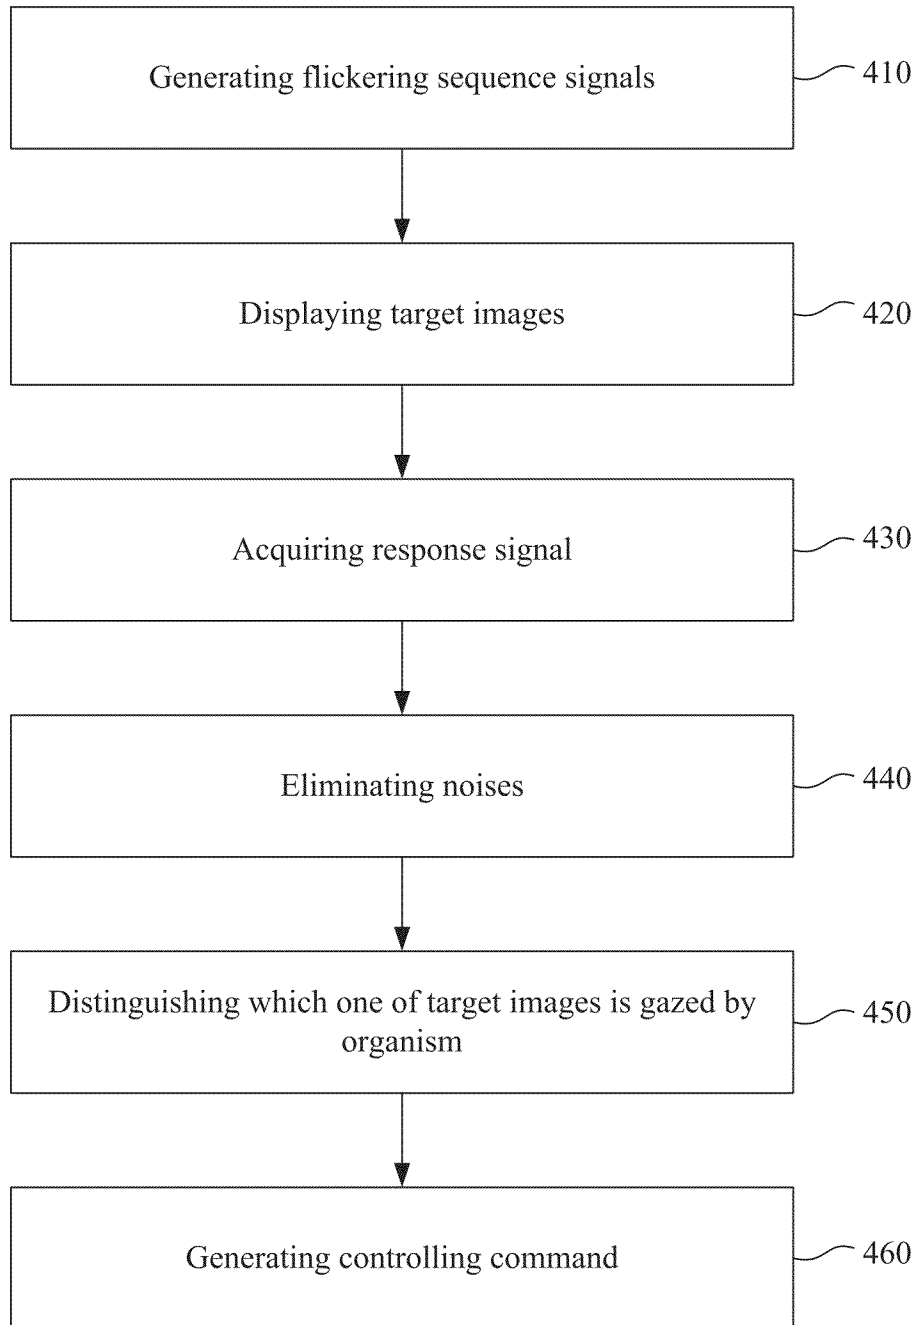 Generating flickering sequence signals
410
Displaying target images
420
Acquiring response signal
430
Eliminating noises
440
Distinguishing which one of target images is gazed by
organism
450
Generating controlling command
460